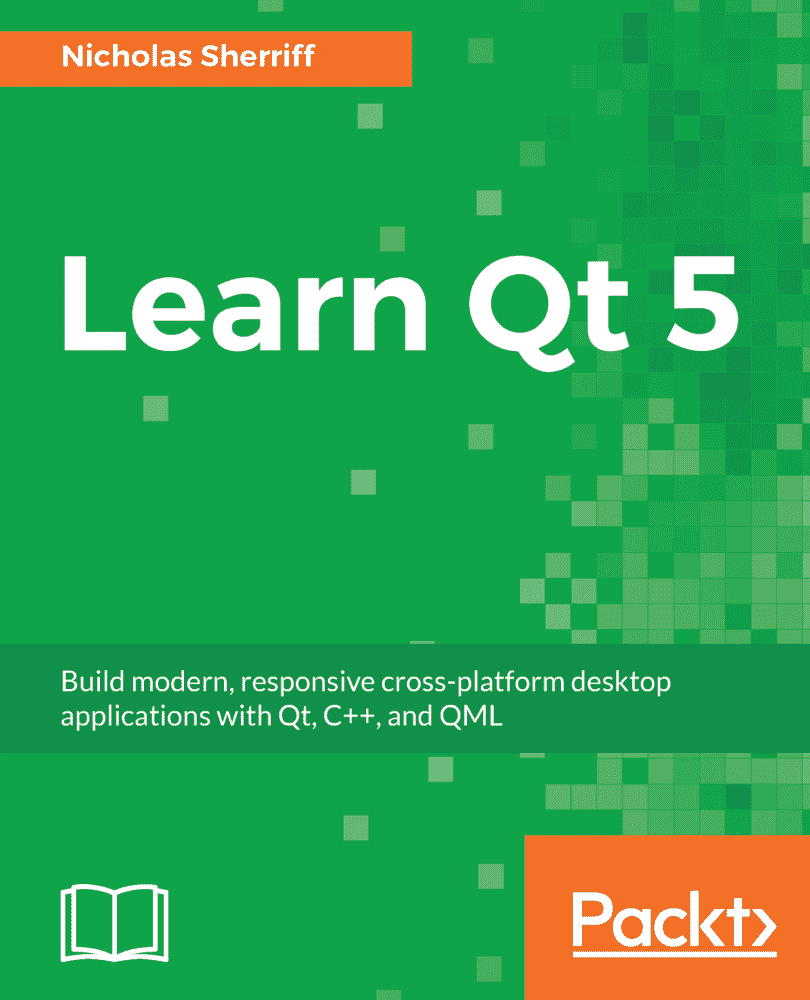 Nicholas Sherriff
Learn Qt 5
Build modern, responsive cross-platform desktop
applications with Qt, C++, and QML
Packt>